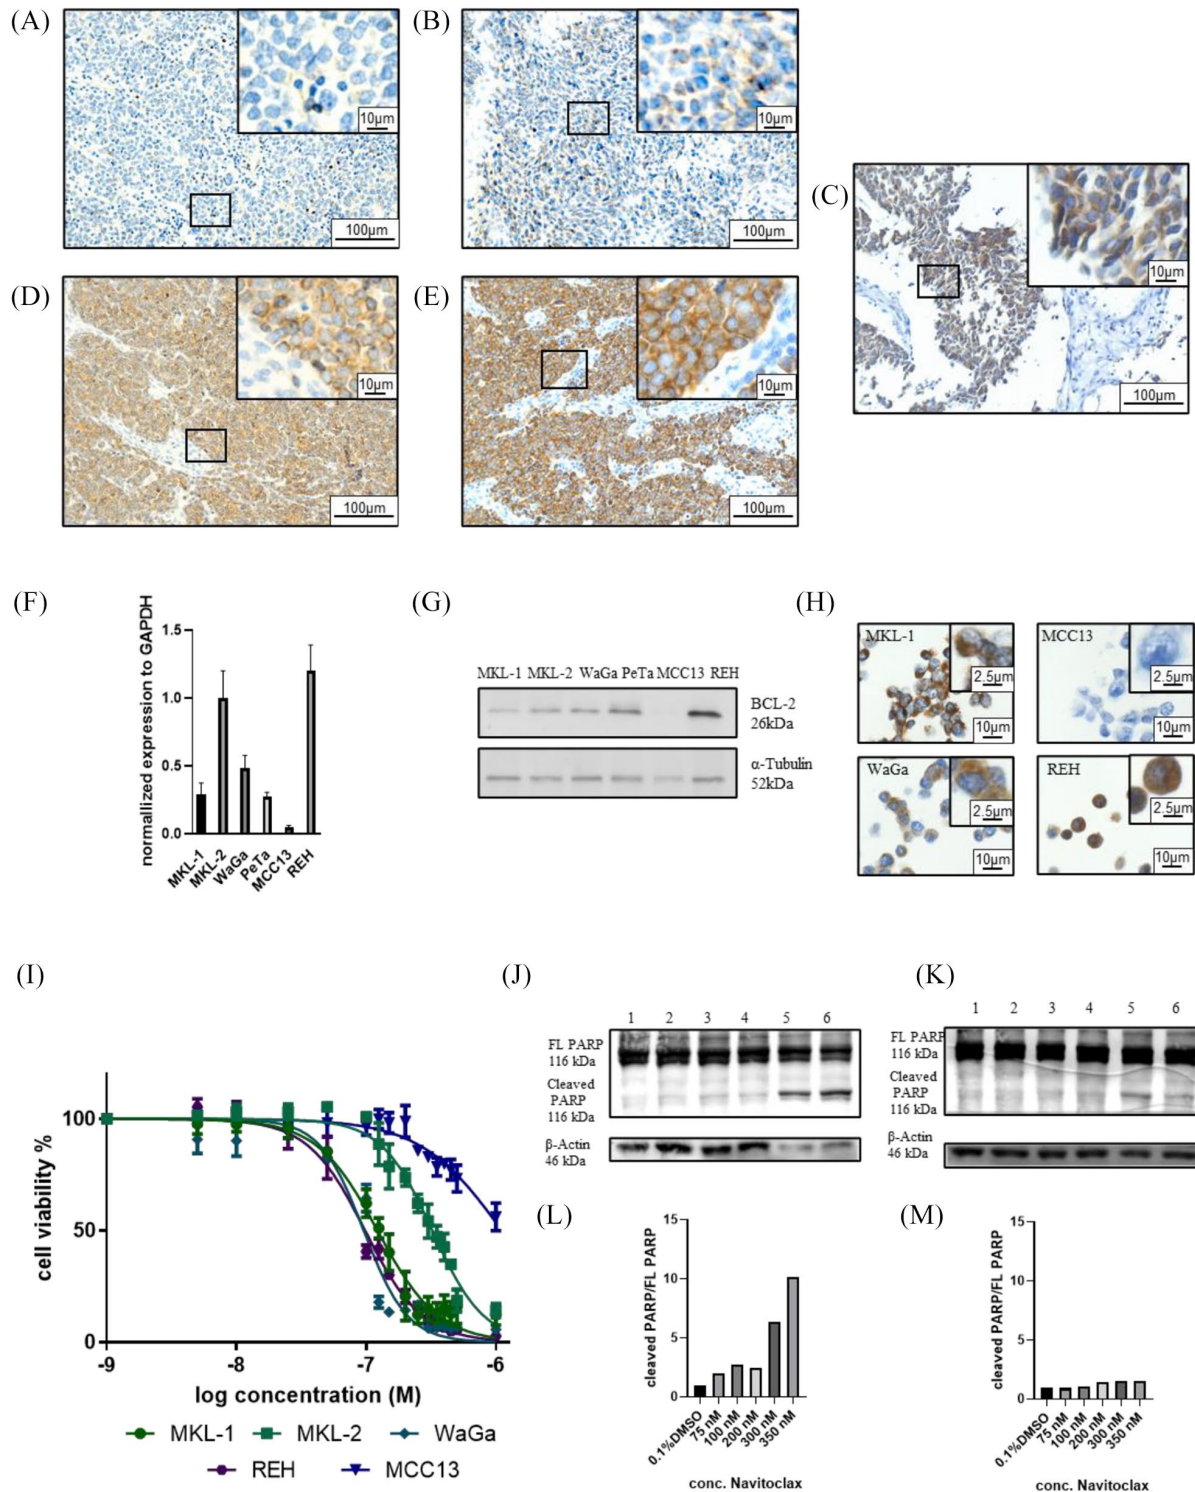 (A)
10µm
100µm
(B)
10µm
100µm
(C)
10µm
100µm
(D)
10µm
100µm
(E)
10µm
100µm
(F)
normallized expression to GAPDH
1.5
1.0
0.5
0.0
MKL-1
MKL-2
WaGa
PeTa
MCC13
REH
(G)
MKL-1 MKL-2 WaGa PeTa MCC13 REH
BCL-2
26kDa
α-Tubulin
52kDa
(H)
MKL-1
2.5µm
10µm
MCC13
2.5µm
10µm
WaGa
2.5µm
10µm
REH
2.5µm
10µm
(I)
cell viability %
100
50
0
-9 -8 -7 -6
log concentration (M)
MKL-1 MKL-2 WaGa
REH MCC13
(J)
1 2 3 4 5 6
FL PARP
116 kDa
Cleaved
PARP
116 kDa
β-Actin
46 kDa
(K)
1 2 3 4 5 6
FL PARP
116 kDa
Cleaved
PARP
116 kDa
β-Actin
46 kDa
(L)
cleaved PARP/FL PARP
15
10
5
0
0.1%DMSO
75 nM
100 nM
200 nM
300 nM
350 nM
conc. Navitoclax
(M)
cleaved PARP/FL PARP
15
10
5
0
0.1%DMSO
75 nM
100 nM
200 nM
300 nM
350 nM
conc. Navitoclax